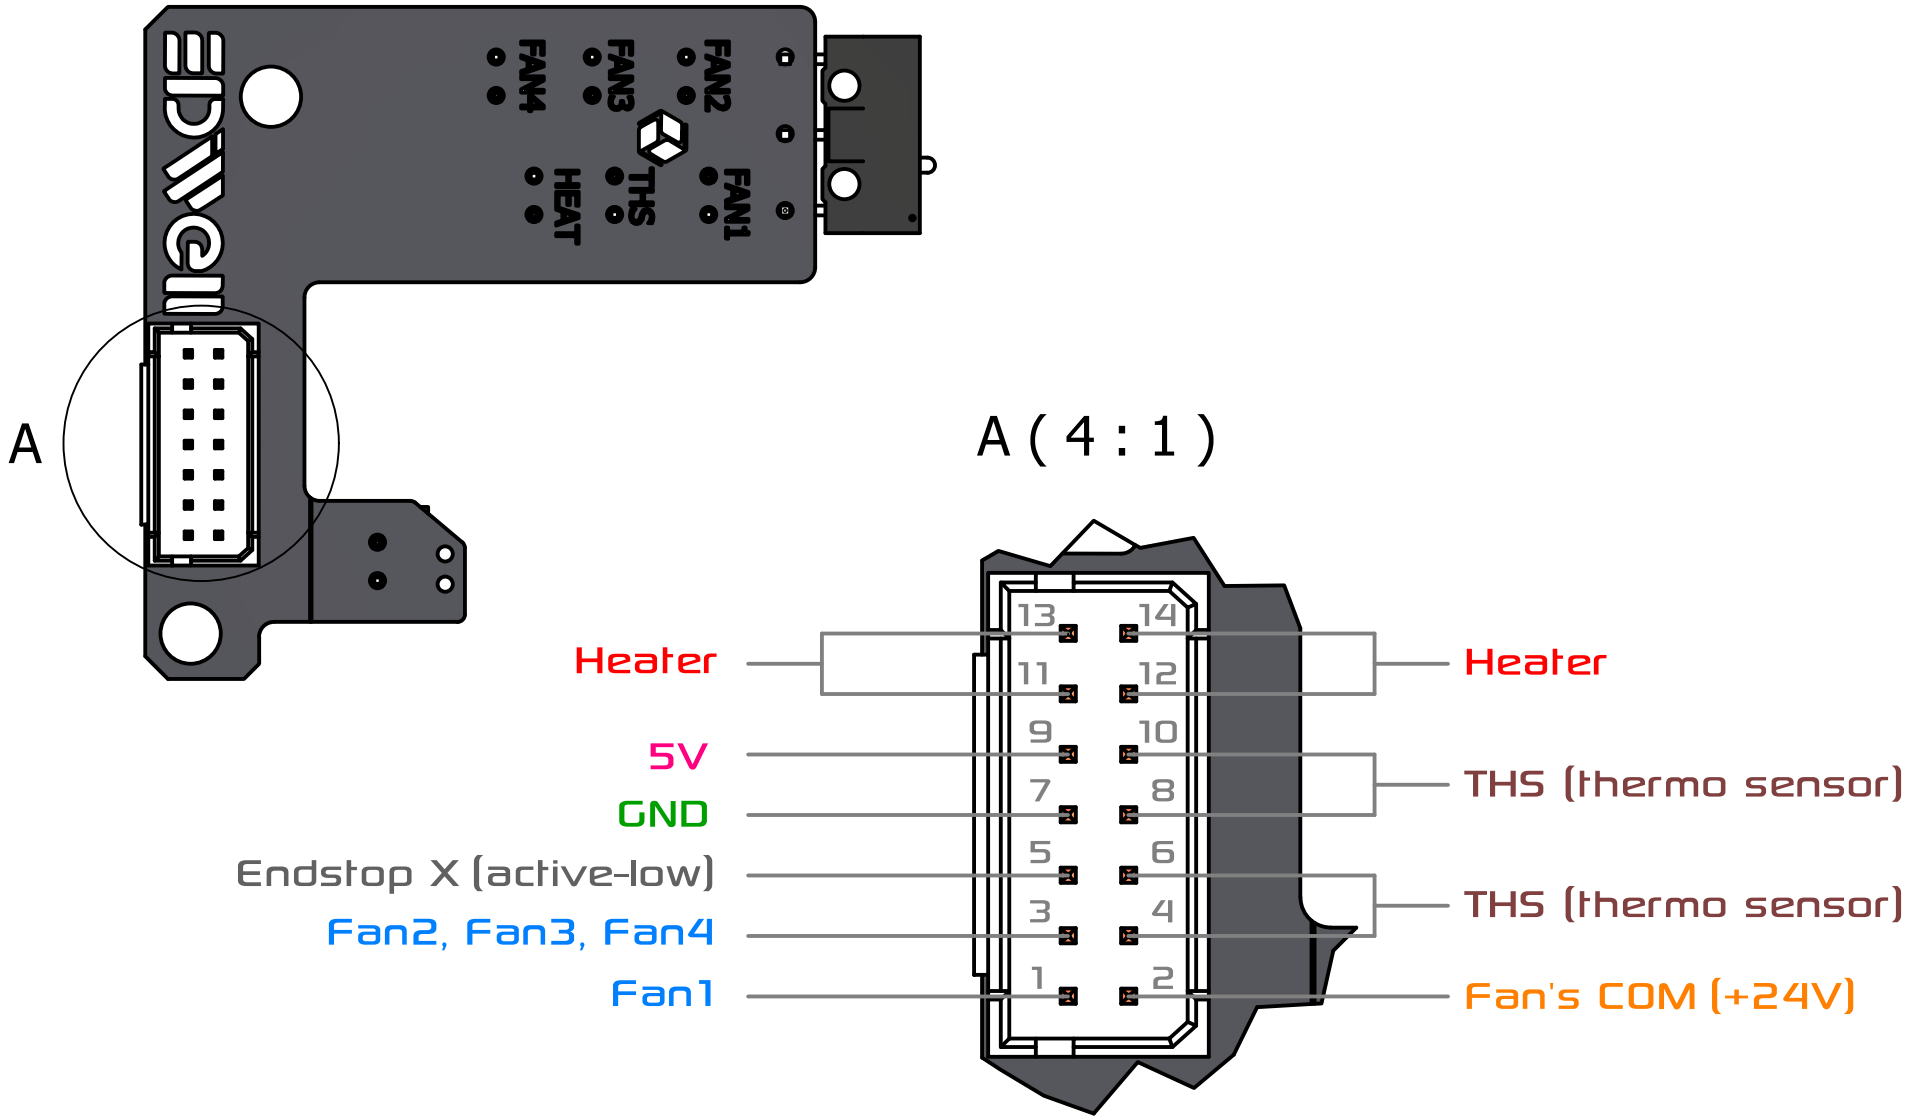 3DWell
FAN4
FAN3
FAN2
HEAT
THS
FAN1
A
A(4:1)
13
14
Heater
Heater
11
12
9
10
5V
THS (thermo sensor)
7
8
GND
5
6
Endstop X (active-low)
THS (thermo sensor)
3
4
Fan2, Fan3, Fan4
1
2
Fan1
Fan's COM (+24V)